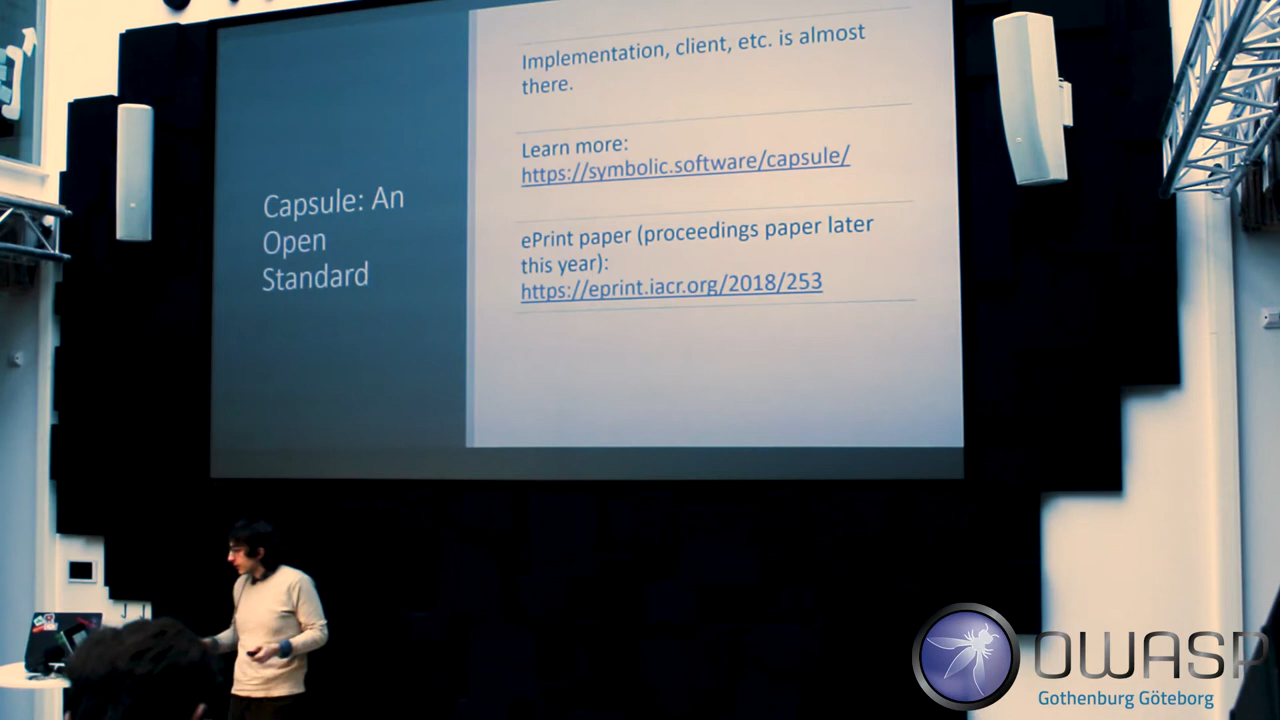 Capsule: An
Open
Standard
Implementation, client, etc. is almost
there.
Learn more:
https://symbolic.software/capsule/
ePrint paper (proceedings paper later
this year):
https://eprint.iacr.org/2018/253
OWASP
Gothenburg Göteborg